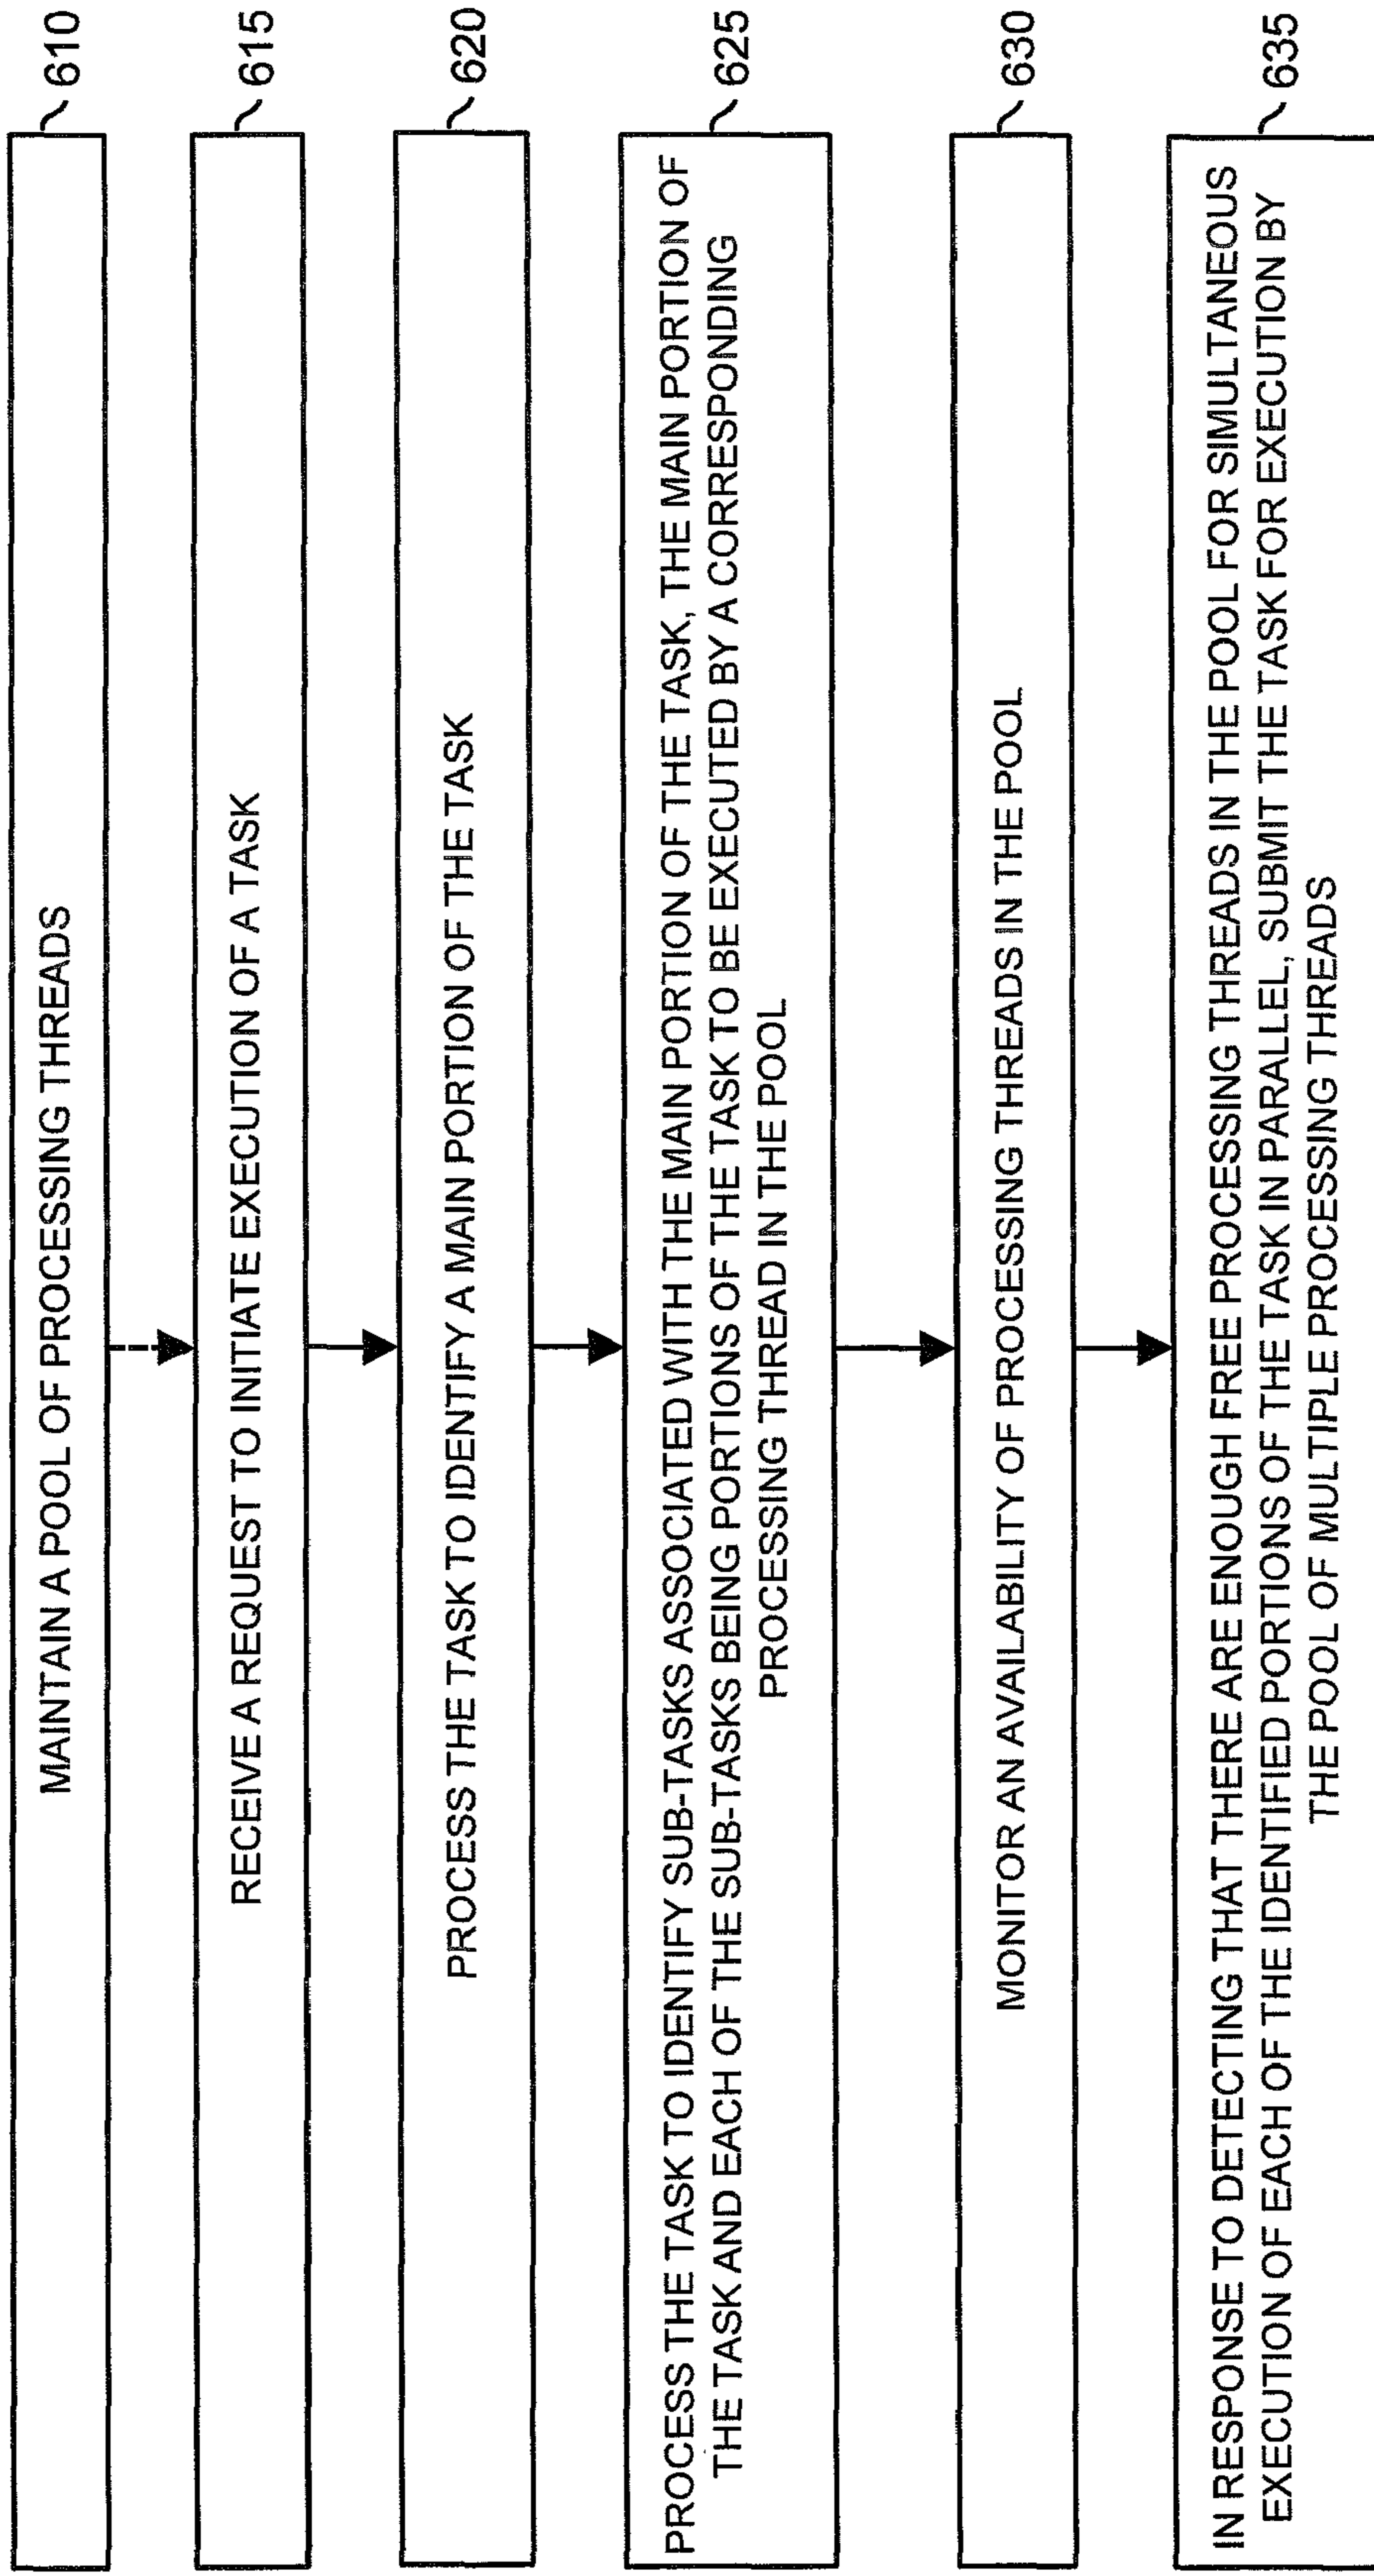 MAINTAIN A POOL OF PROCESSING THREADS
610
RECEIVE A REQUEST TO INITIATE EXECUTION OF A TASK
615
PROCESS THE TASK TO IDENTIFY A MAIN PORTION OF THE TASK
620
PROCESS THE TASK TO IDENTIFY SUB-TASKS ASSOCIATED WITH THE MAIN PORTION OF THE TASK, THE MAIN PORTION OF
THE TASK AND EACH OF THE SUB-TASKS BEING PORTIONS OF THE TASK TO BE EXECUTED BY A CORRESPONDING
PROCESSING THREAD IN THE POOL
625
MONITOR AN AVAILABILITY OF PROCESSING THREADS IN THE POOL
630
IN RESPONSE TO DETECTING THAT THERE ARE ENOUGH FREE PROCESSING THREADS IN THE POOL FOR SIMULTANEOUS
EXECUTION OF EACH OF THE IDENTIFIED PORTIONS OF THE TASK IN PARALLEL, SUBMIT THE TASK FOR EXECUTION BY
THE POOL OF MULTIPLE PROCESSING THREADS
635